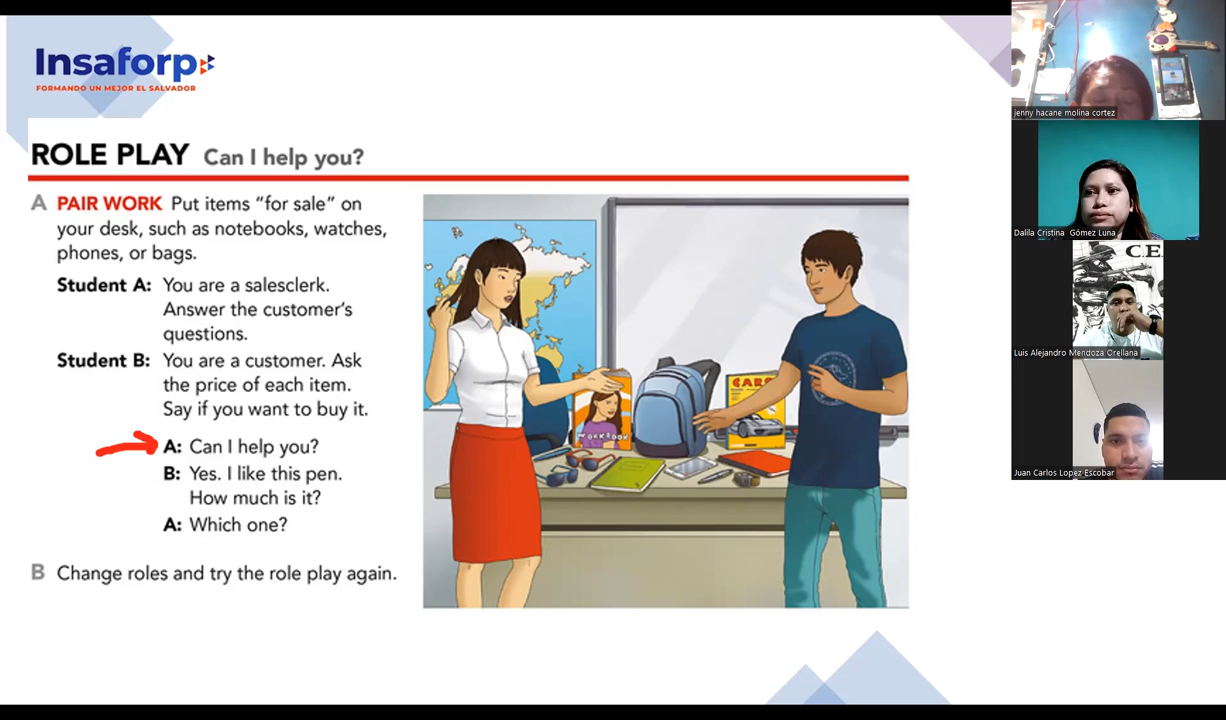 Insaforp
FORMANDO UN MEJOR EL SALVADOR
ROLE PLAY Can I help you?
A PAIR WORK Put items “for sale” on
your desk, such as notebooks, watches,
phones, or bags.
Student A: You are a salesclerk.
Answer the customer's
questions.
Student B: You are a customer. Ask
the price of each item.
Say if you want to buy it.
A: Can I help you?
B: Yes. I like this pen.
How much is it?
A: Which one?
B Change roles and try the role play again.
WORKBOOK
CARS
jenny hacane molina cortez
Dalila Cristina Gómez Luna
C.E
Luis Alejandro Mendoza Orellana
Juan Carlos Lopez Escobar